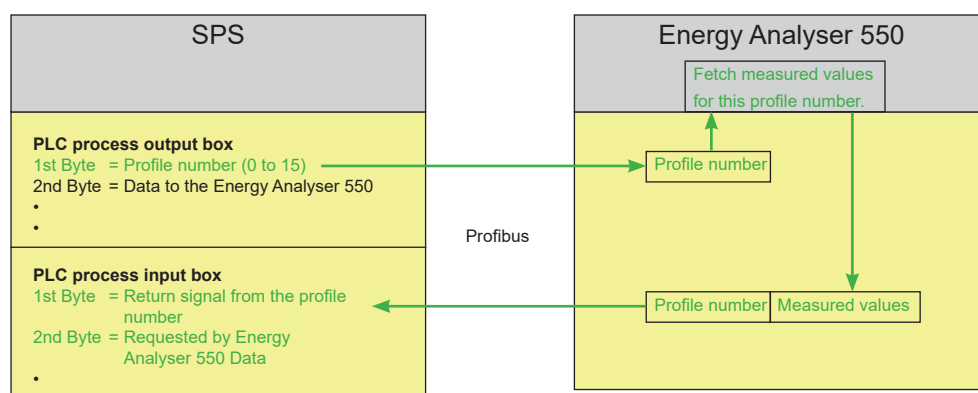 SPS
PLC process output box
1st Byte = Profile number (0 to 15)
2nd Byte = Data to the Energy Analyser 550
•
•
PLC process input box
1st Byte = Return signal from the profile
number
2nd Byte = Requested by Energy
Analyser 550 Data
•
Profibus
Energy Analyser 550
Fetch measured values
for this profile number.
Profile number
Profile number
Measured values